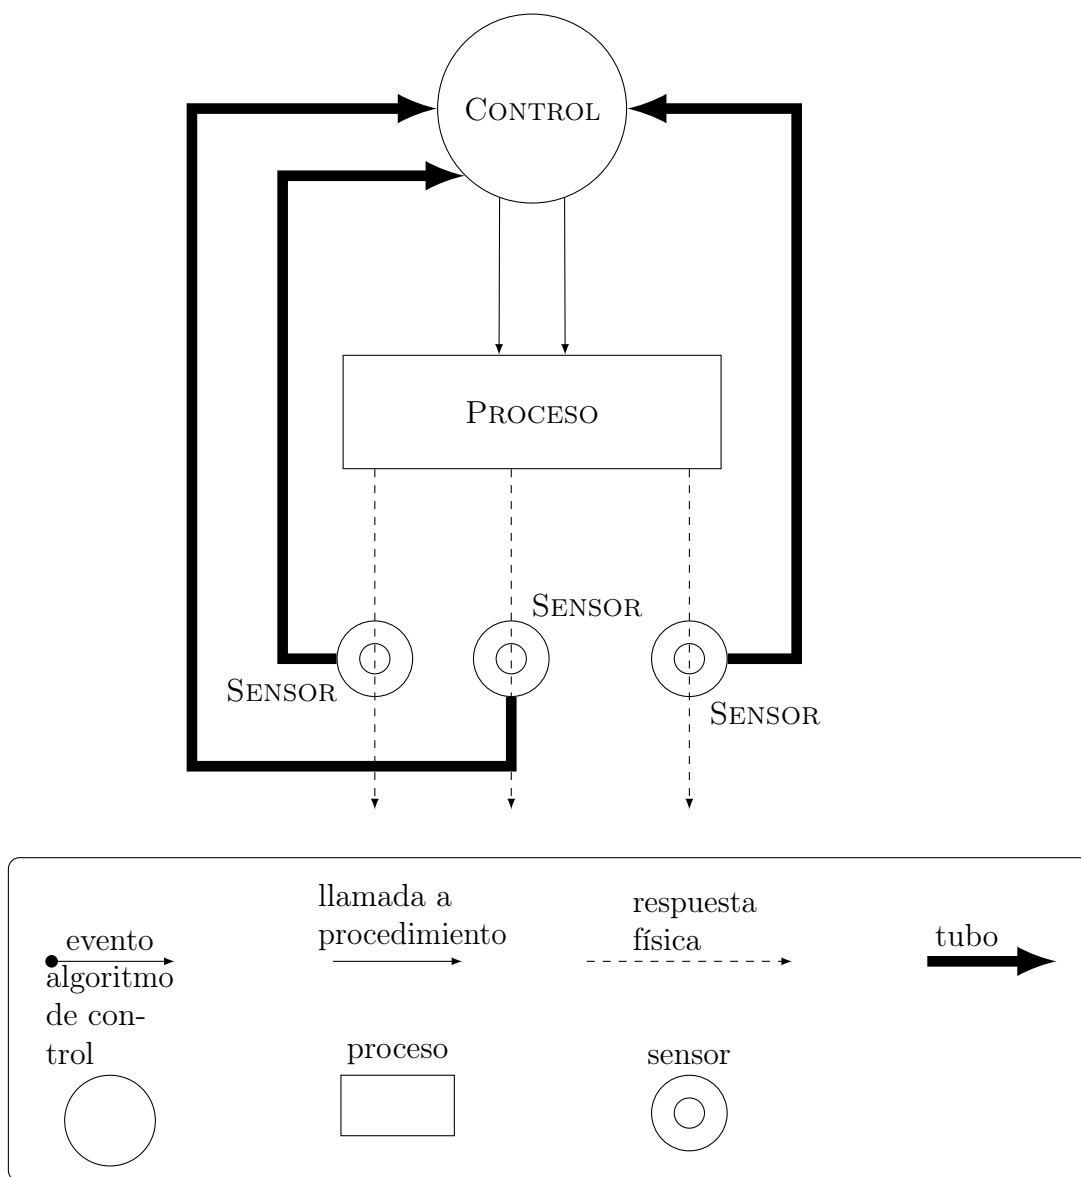 CONTROL
PROCESO
SENSOR
SENSOR
SENSOR
evento
llamada a
procedimiento
respuesta
física
tubo
algoritmo
de con-
trol
proceso
sensor